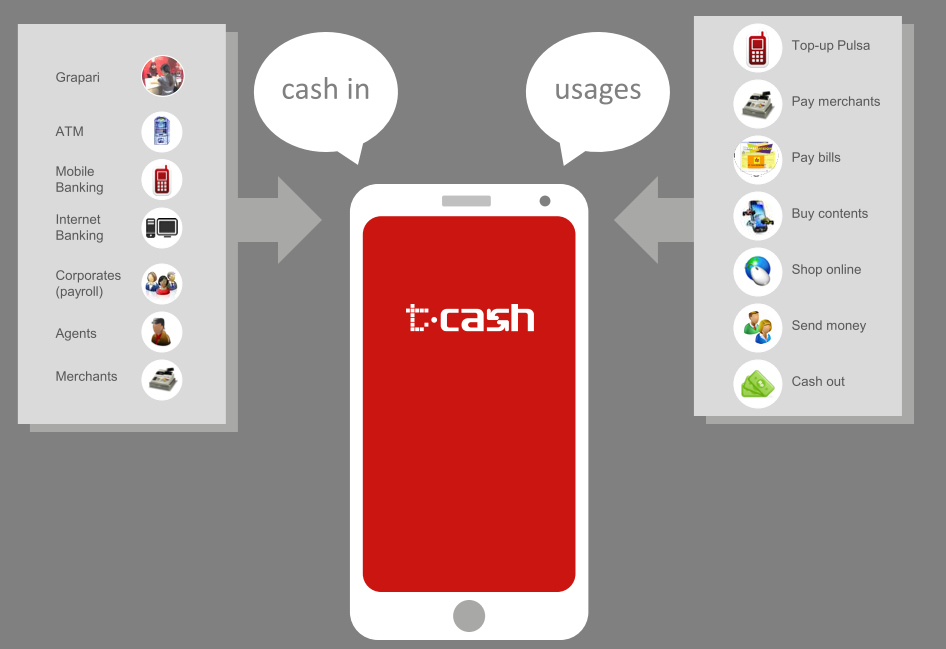 cash in
usages
Grapari
ATM
Mobile
Banking
Internet
Banking
Corporates
(payroll)
Agents
Merchants
t-cash
Top-up Pulsa
Pay merchants
Pay bills
Buy contents
Shop online
Send money
Cash out